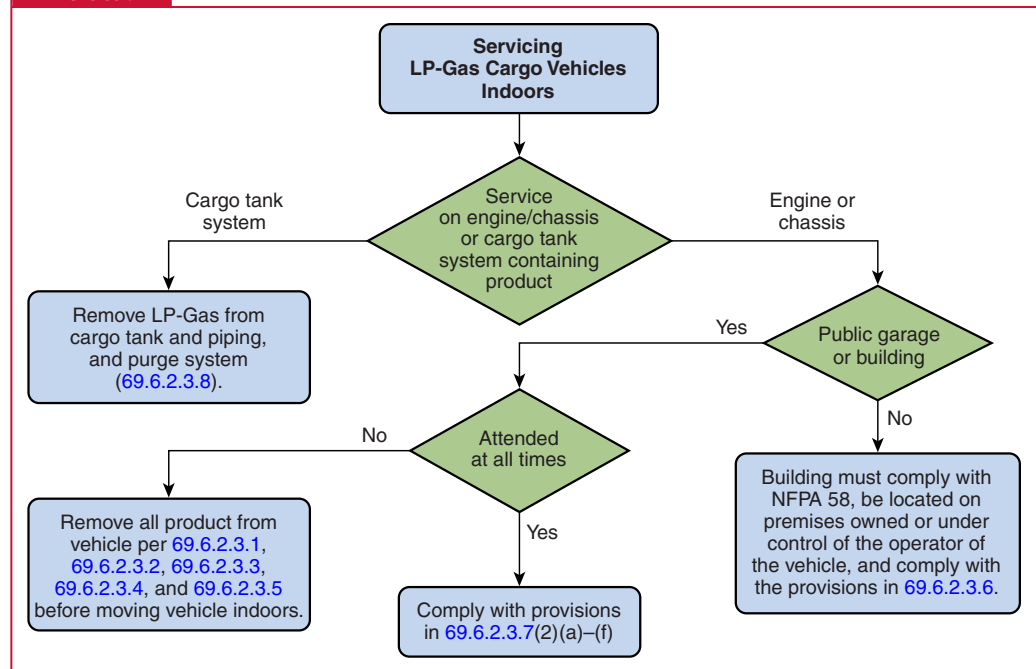 Servicing
LP-Gas Cargo Vehicles
Indoors
Cargo tank
system
Service
on engine/chassis
or cargo tank
system containing
product
Engine or
chassis
Remove LP-Gas from
cargo tank and piping,
and purge system
(69.6.2.3.8).
Yes
Public garage
or building
No
Attended
at all times
No
Building must comply with
NFPA 58, be located on
premises owned or under
control of the operator of
the vehicle, and comply with
the provisions in 69.6.2.3.6.
Remove all product from
vehicle per 69.6.2.3.1,
69.6.2.3.2, 69.6.2.3.3,
69.6.2.3.4, and 69.6.2.3.5
before moving vehicle indoors.
Yes
Comply with provisions
in 69.6.2.3.7(2)(a)–(f)